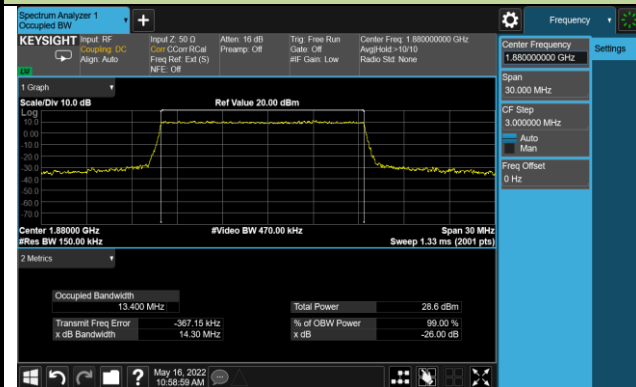 Spectrum Analyzer 1
Occupied BW
Frequency
KEYSIGHT
Input: RF
Coupling: DC
Align: Auto
Input Z: 50 Ω
Corr CCorr RCal
Freq Ref: Ext (S)
NFE: Off
Atten: 16 dB
Preamp: Off
Trig: Free Run
Gate: Off
#IF Gain: Low
Center Freq: 1.880000000 GHz
Avg|Hold:>10/10
Radio Std: None
Center Frequency
1.880000000 GHz
Settings
Span
30.000 MHz
CF Step
3.000000 MHz
Auto
Man
Freq Offset
0 Hz
1 Graph
Scale/Div 10.0 dB
Ref Value 20.00 dBm
Log
10.0
0.00
-10.0
-20.0
-30.0
-40.0
-50.0
-60.0
-70.0
Center 1.88000 GHz
#Video BW 470.00 kHz
Span 30 MHz
#Res BW 150.00 kHz
Sweep 1.33 ms (2001 pts)
2 Metrics
Occupied Bandwidth
13.400 MHz
Total Power
28.6 dBm
Transmit Freq Error
-367.15 kHz
% of OBW Power
99.00 %
x dB Bandwidth
14.30 MHz
x dB
-26.00 dB
May 16, 2022
10:58:59 AM